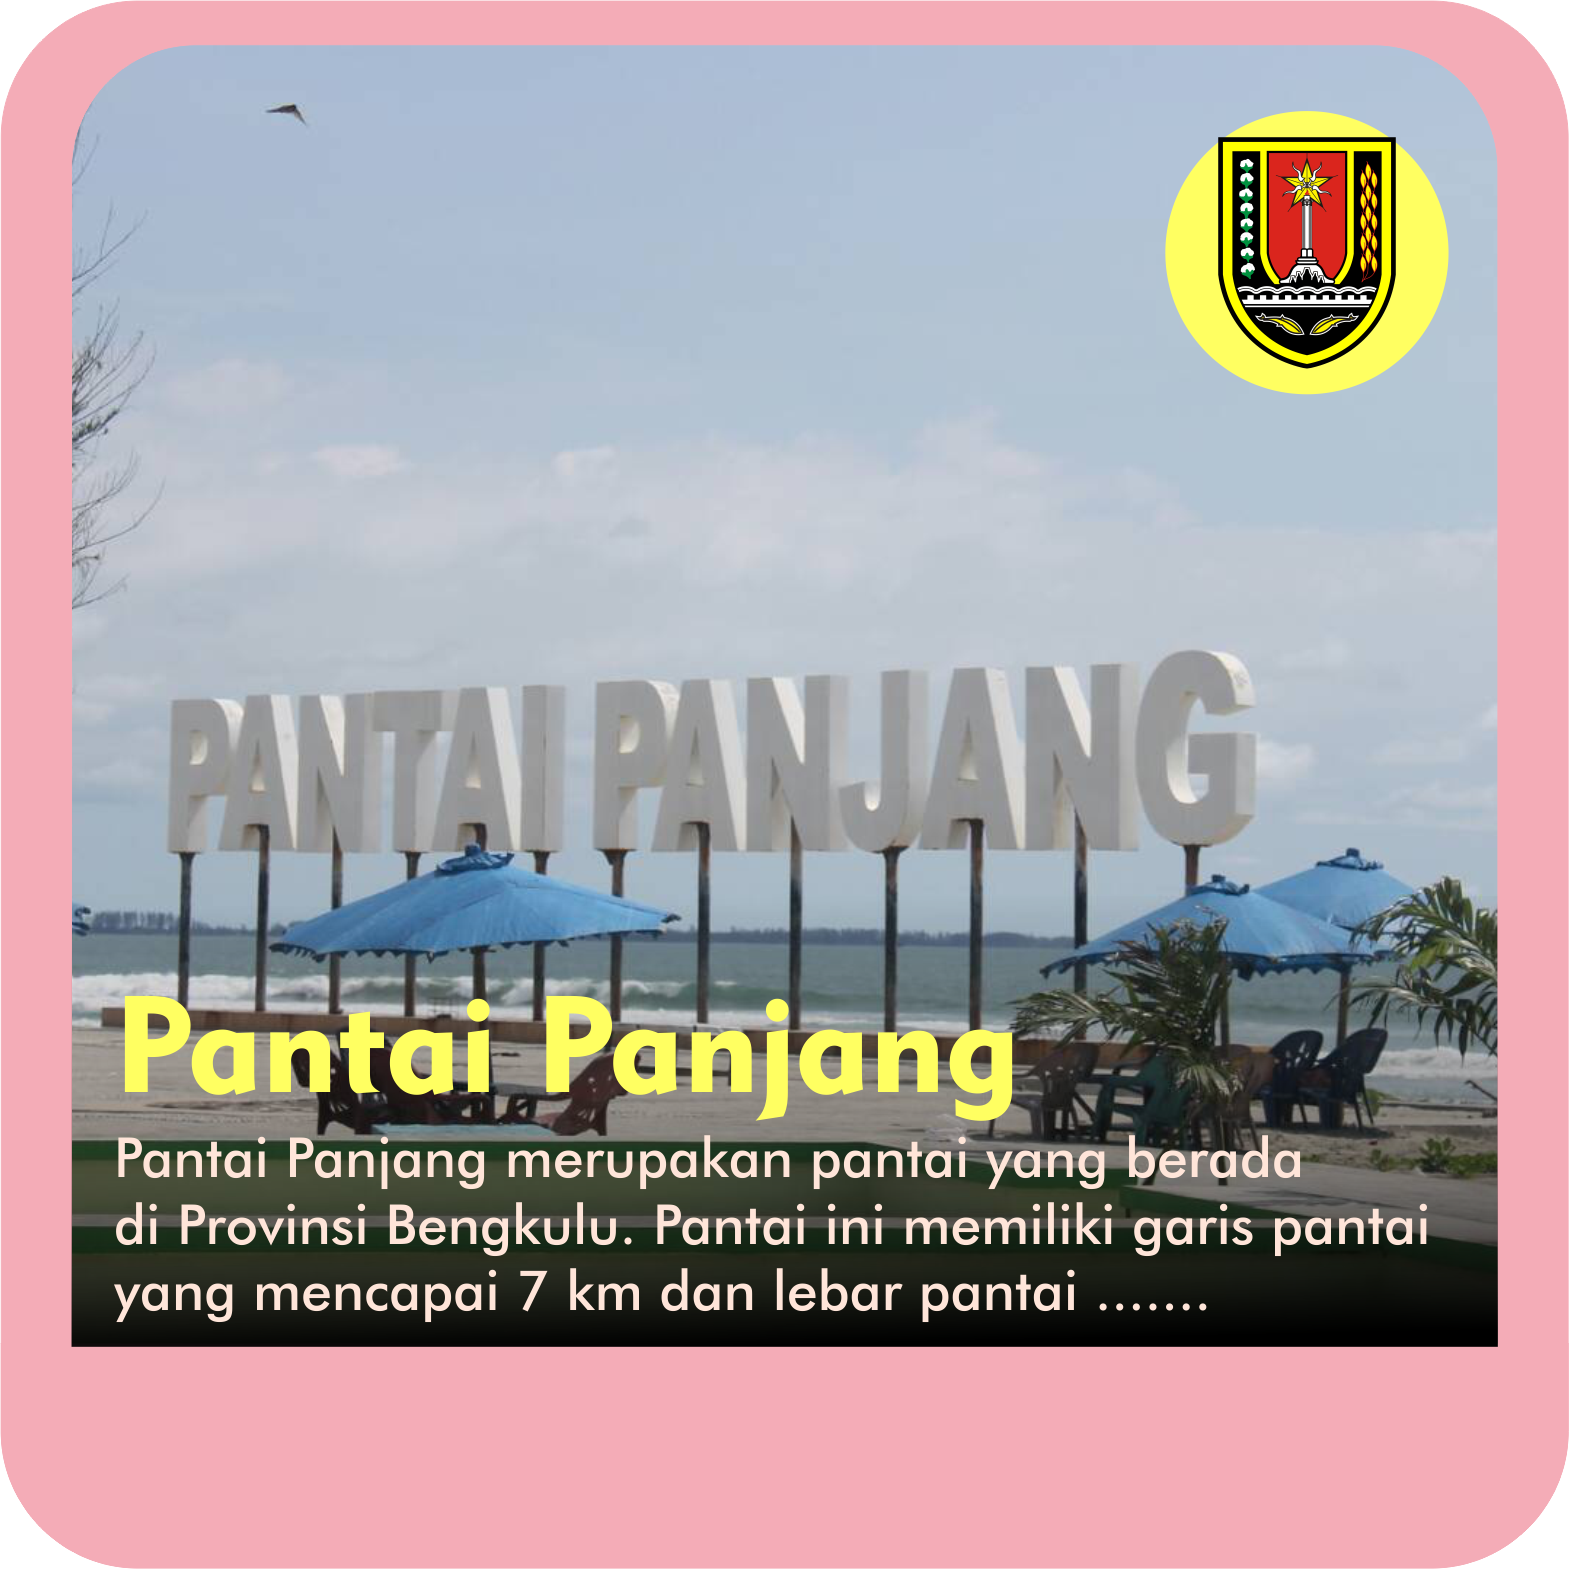 PANTAI PANJANG
Pantai Panjang
Pantai Panjang merupakan pantai yang berada
di Provinsi Bengkulu. Pantai ini memiliki garis pantai
yang mencapai 7 km dan lebar pantai .......